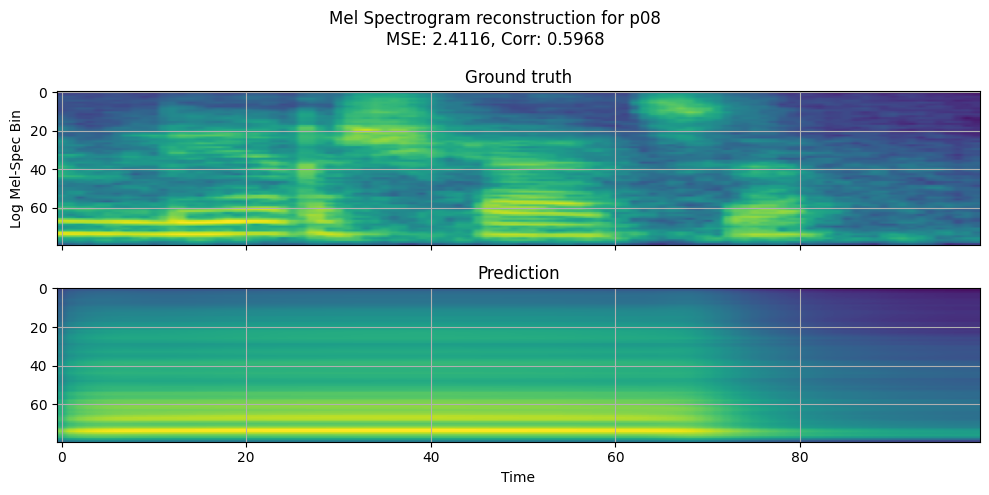 Mel Spectrogram reconstruction for p08
MSE: 2.4116, Corr: 0.5968
Ground truth
Log Mel-Spec Bin
0
20
40
60
Prediction
0
20
40
60
0 20 40 60 80
Time